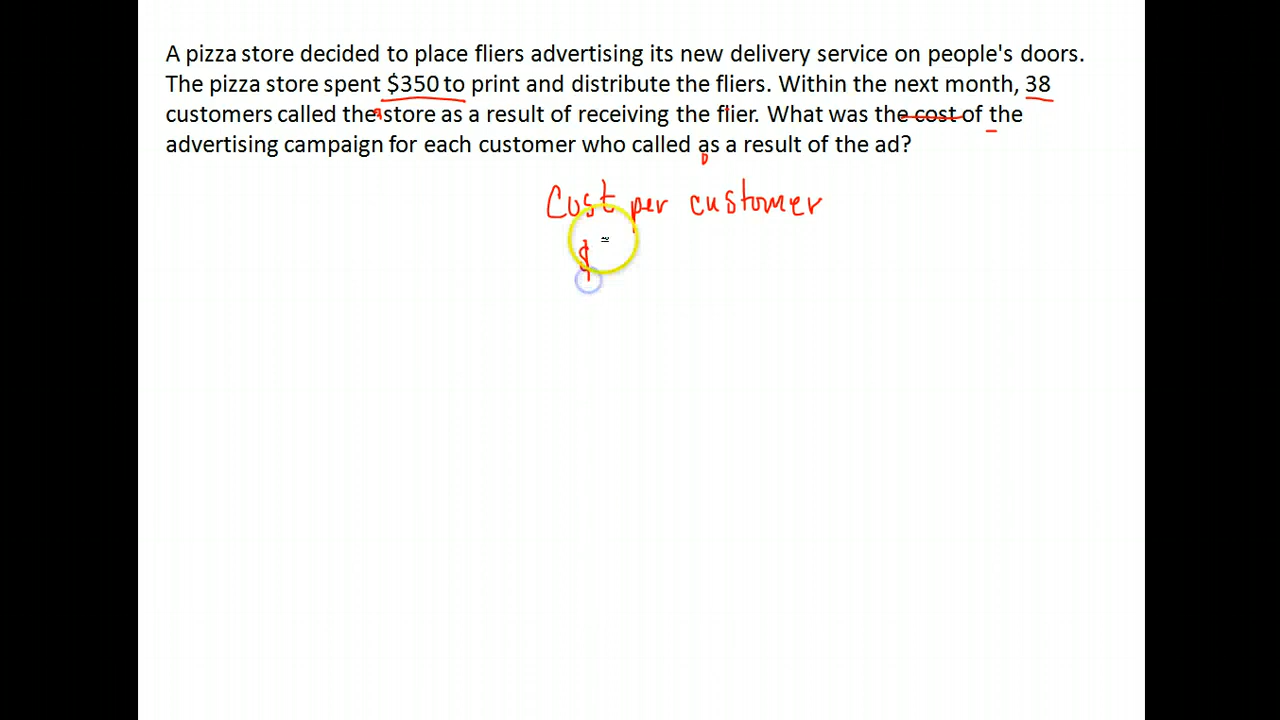 A pizza store decided to place fliers advertising its new delivery service on people's doors.
The pizza store spent $350 to print and distribute the fliers. Within the next month, 38
customers called the store as a result of receiving the flier. What was the cost of the
advertising campaign for each customer who called as a result of the ad?
Cost per customer
$